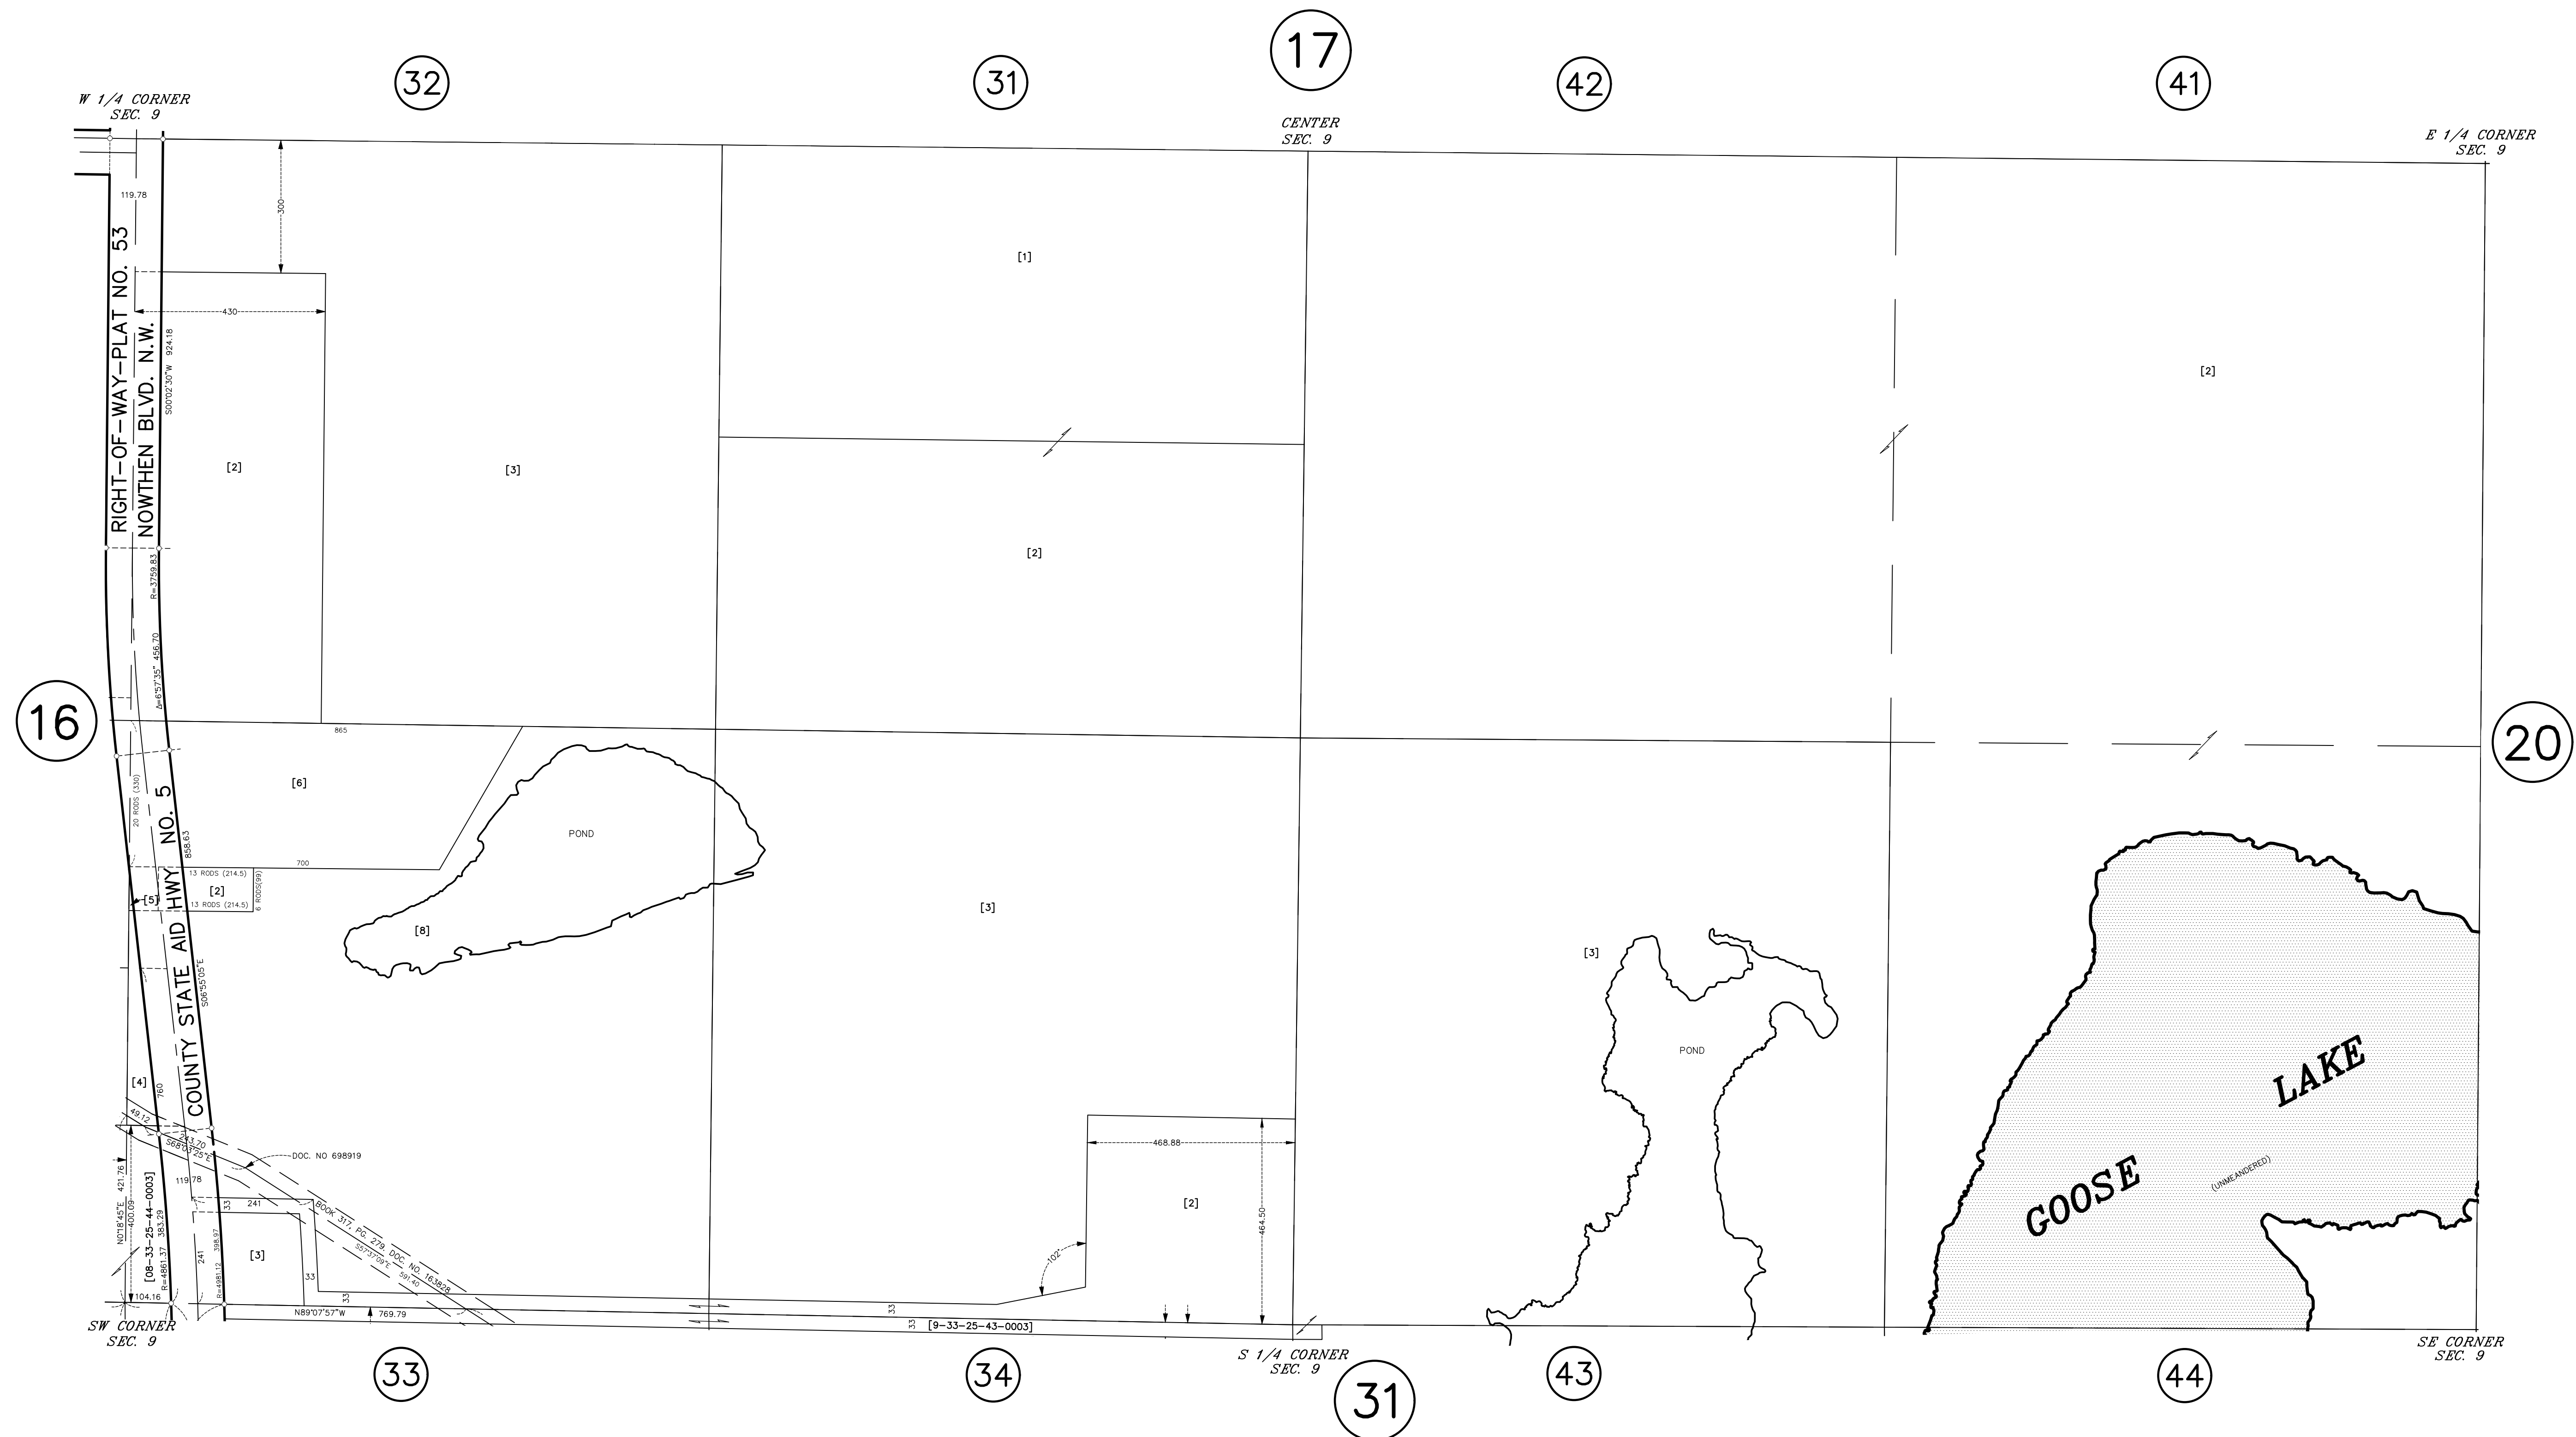 17
32
31
42
41
W 1/4 CORNER
SEC. 9
CENTER
SEC. 9
E 1/4 CORNER
SEC. 9
119.78
300
430
RIGHT-OF-WAY-PLAT NO. 53
NOWTHEN BLVD. N.W.
S00°02'30"W 924.18
[1]
[2]
[2]
[3]
[2]
R=3759.83
Δ=6°57'35" 456.70
16
20
865
[6]
20 RODS (330)
COUNTY STATE AID HWY NO. 5
858.63
POND
700
13 RODS (214.5)
[2]
13 RODS (214.5)
6 RODS(99)
[5]
[8]
[3]
[3]
S06°55'05"E
POND
LAKE
GOOSE
(UNMEANDERED)
[4]
760
49.12
243.70
S68°03'25"E
DOC. NO 698919
468.88
464.50
[2]
102°
N0°18'45"E 421.76
400.09
[08-33-25-44-0003]
R=4861.37 383.29
119.78
33
241
241
[3]
R=4981.12 398.97
33
BOOK 317, PG. 279, DOC. NO. 163828
S57°37'09"E 591.40
104.16
33
N89°07'57"W 769.79
33
33
[9-33-25-43-0003]
SW CORNER
SEC. 9
S 1/4 CORNER
SEC. 9
SE CORNER
SEC. 9
33
34
31
43
44